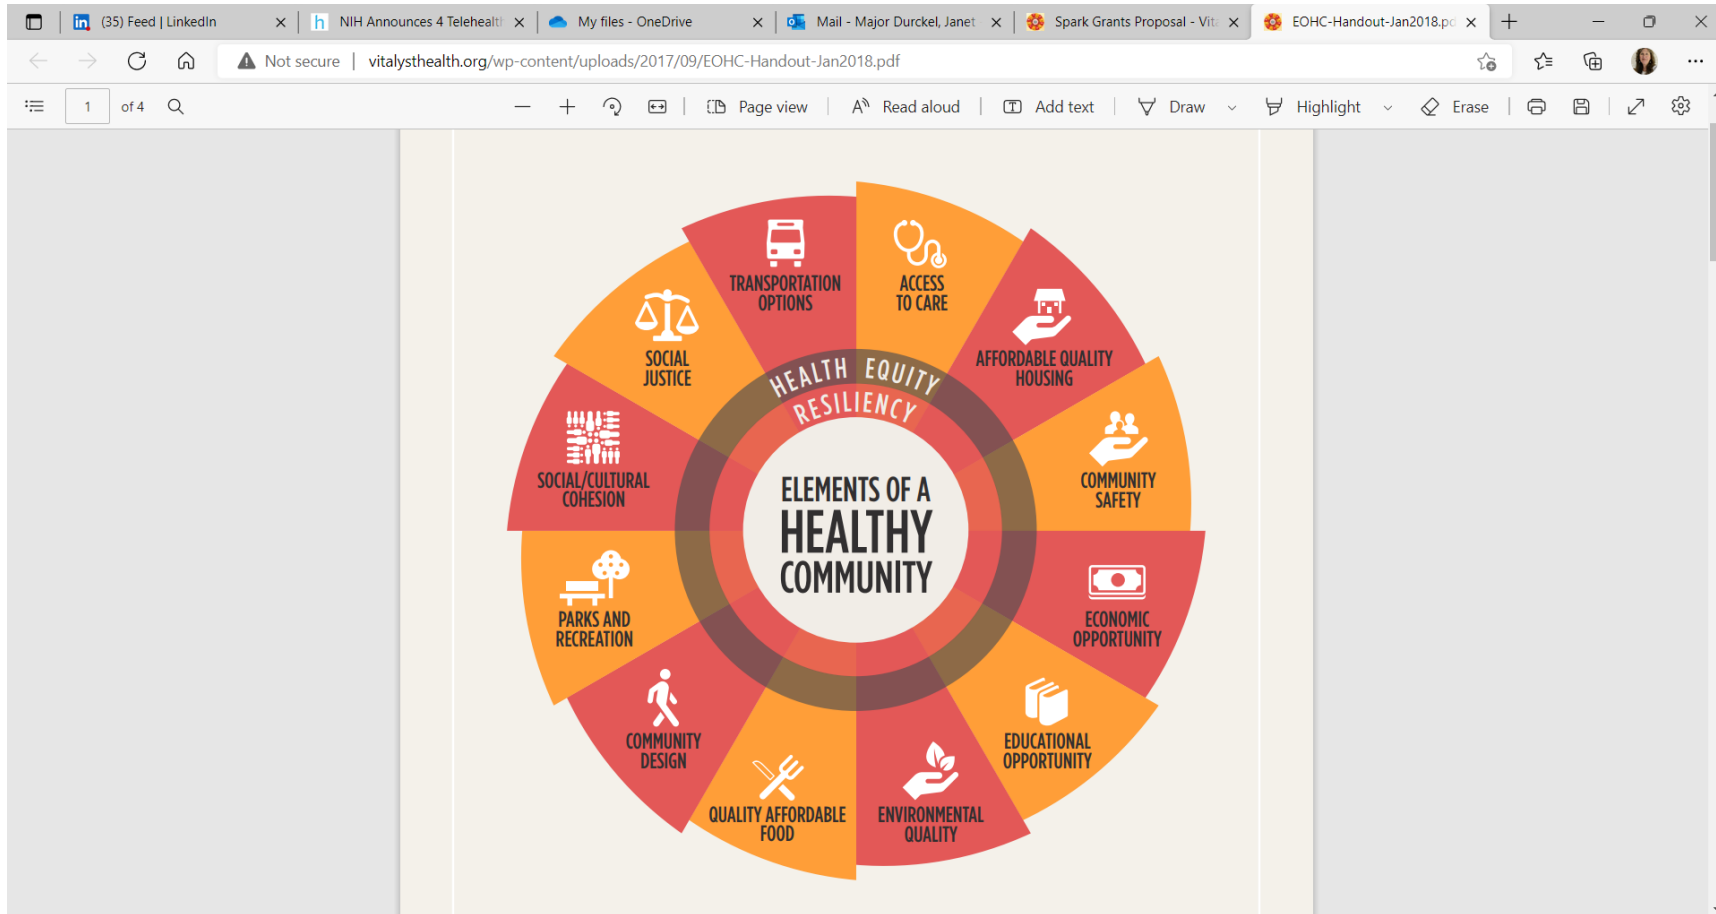 (35) Feed | LinkedIn
NIH Announces 4 Telehealt
My files - OneDrive
Mail - Major Durckel, Janet
Spark Grants Proposal - Vit
EOHC-Handout-Jan2018.pd
Not secure | vitalysthealth.org/wp-content/uploads/2017/09/EOHC-Handout-Jan2018.pdf
1 of 4
Page view
Read aloud
Add text
Draw
Highlight
Erase
TRANSPORTATION
OPTIONS
ACCESS
TO CARE
AFFORDABLE QUALITY
HOUSING
COMMUNITY
SAFETY
ECONOMIC
OPPORTUNITY
EDUCATIONAL
OPPORTUNITY
ENVIRONMENTAL
QUALITY
QUALITY AFFORDABLE
FOOD
COMMUNITY
DESIGN
PARKS AND
RECREATION
SOCIAL/CULTURAL
COHESION
SOCIAL
JUSTICE
HEALTH EQUITY
RESILIENCY
ELEMENTS OF A
HEALTHY
COMMUNITY